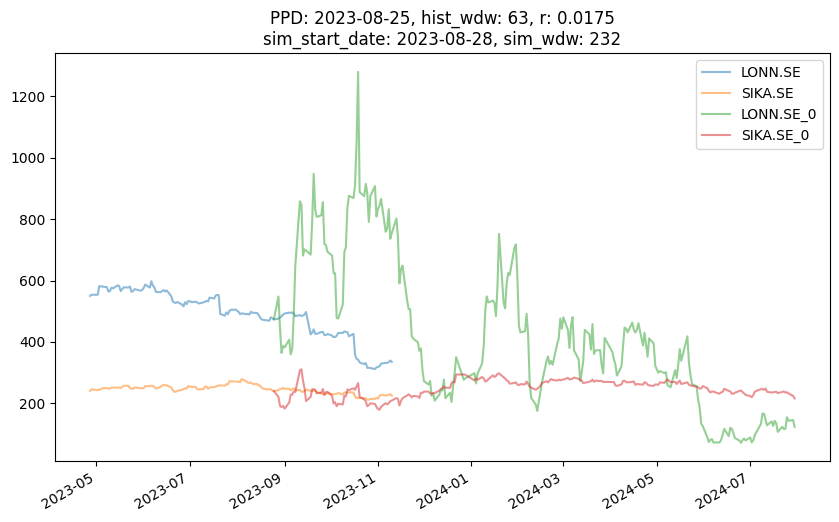 PPD: 2023-08-25, hist_wdw: 63, r: 0.0175
sim_start_date: 2023-08-28, sim_wdw: 232
LONN.SE
SIKA.SE
LONN.SE_0
SIKA.SE_0
1200
1000
800
600
400
200
2023-05
2023-07
2023-09
2023-11
2024-01
2024-03
2024-05
2024-07